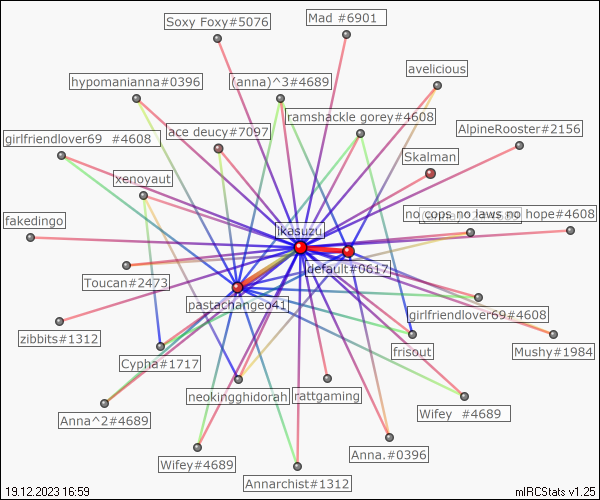 Soxy Foxy#5076
Mad #6901
avelicious
hypomanianna#0396
(anna)^3#4689
ramshackle gorey#4608
AlpineRooster#2156
girlfriendlover69 #4608
ace deucy#7097
Skalman
xenoyaut
no cops no laws no hope#4608
fakedingo
ikasuzu
default#0617
Toucan#2473
pastachangeo41
girlfriendlover69#4608
zibbits#1312
Cypha#1717
frisout
Mushy#1984
neokingghidorah
rattgaming
Anna^2#4689
Wifey #4689
Wifey#4689
Anna.#0396
Annarchist#1312
19.12.2023 16:59
mIRCStats v1.25